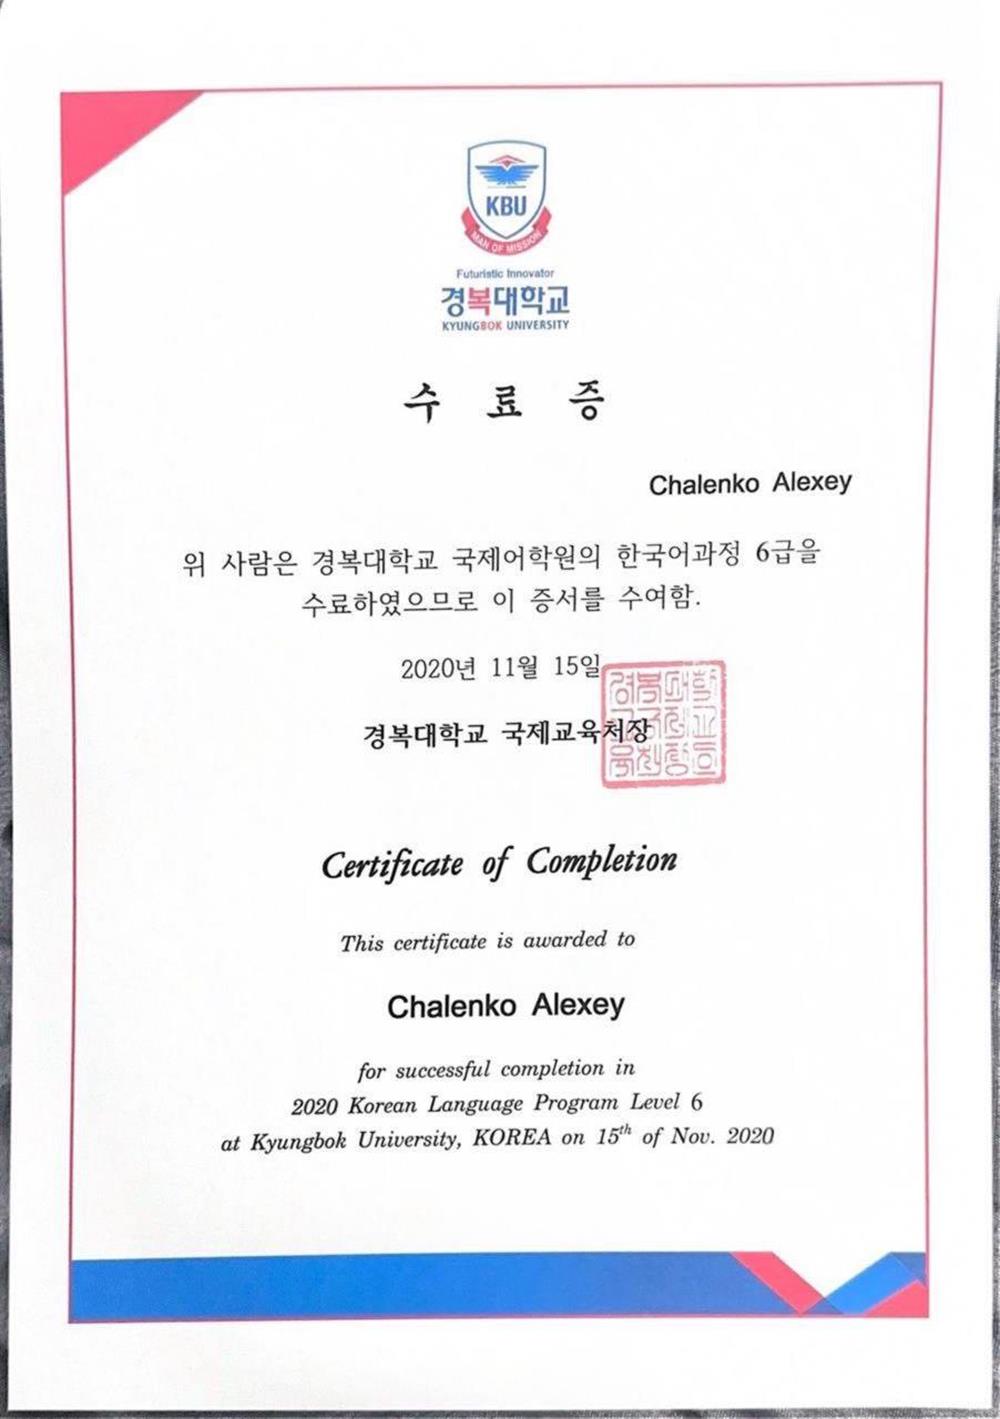 KBU
MAN OF MISSION
Futuristic Innovator
경복대학교
KYUNGBOK UNIVERSITY
수 료 증
Chalenko Alexey
위 사람은 경복대학교 국제어학원의 한국어과정 6급을
수료하였으므로 이 증서를 수여함.
2020년 11월 15일
경복대학교 국제교육처장
Certificate of Completion
This certificate is awarded to
Chalenko Alexey
for successful completion in
2020 Korean Language Program Level 6
at Kyungbok University, KOREA on 15th of Nov. 2020